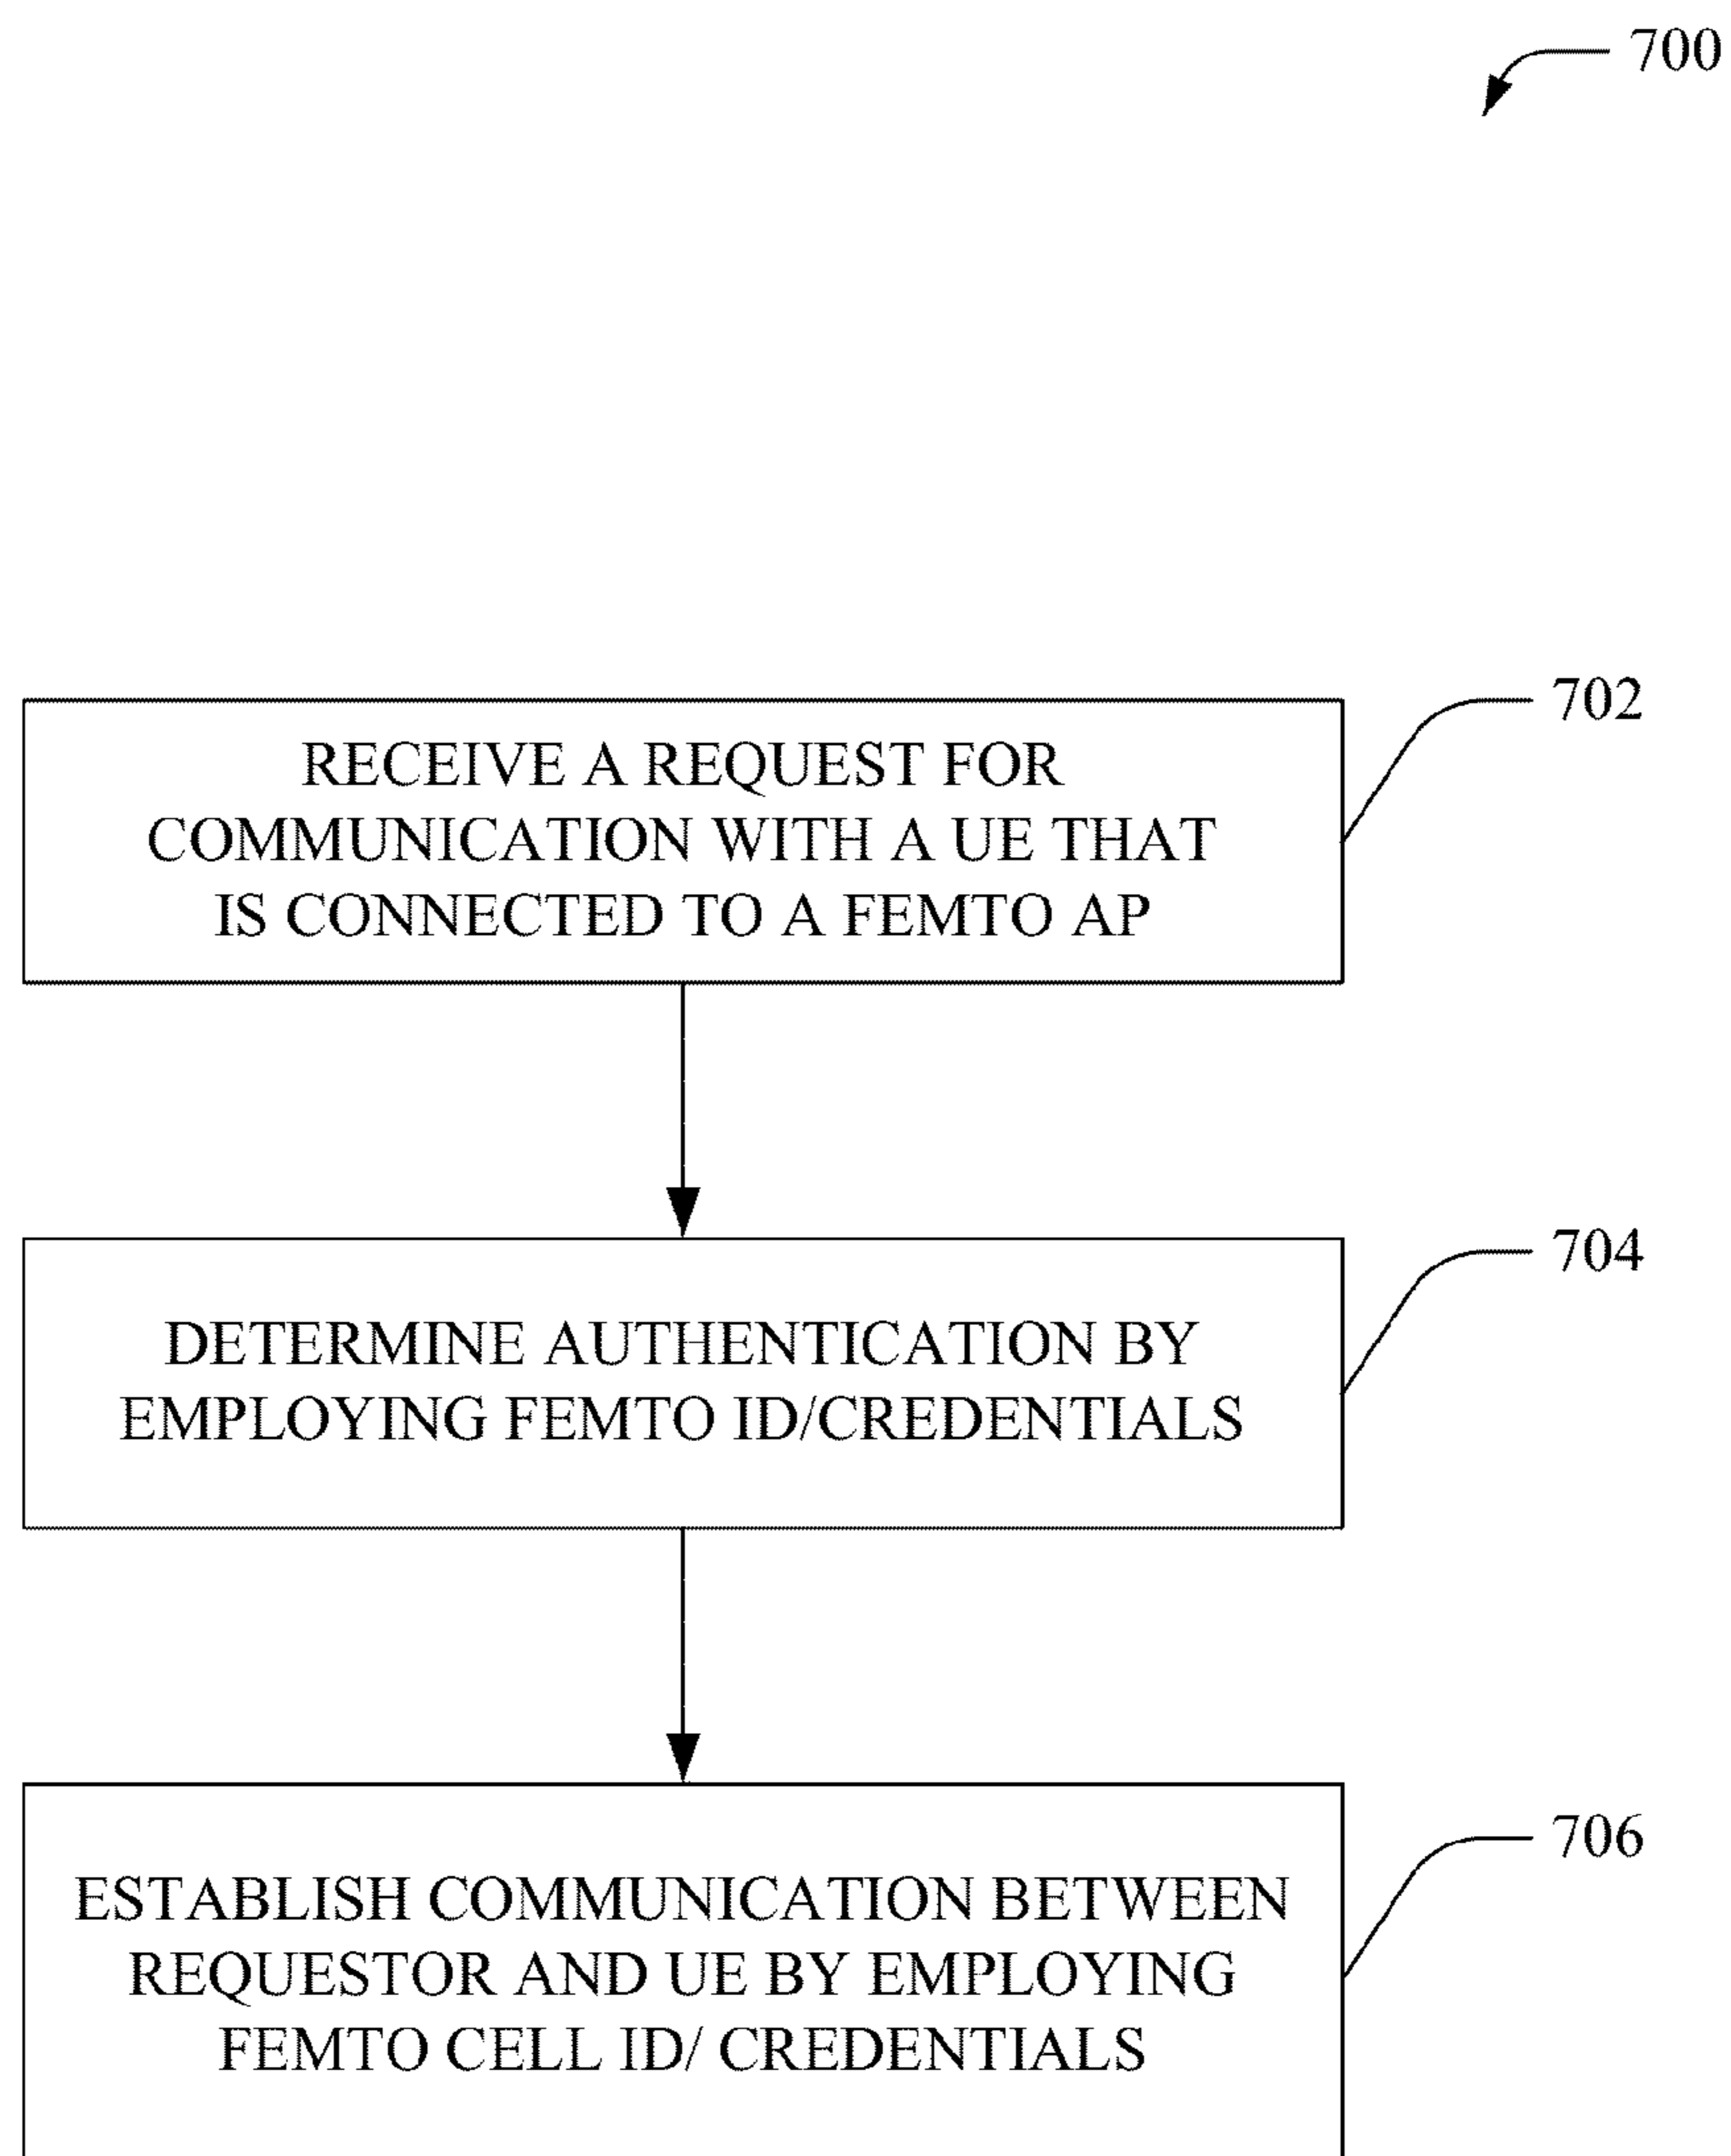 700
702
RECEIVE A REQUEST FOR
COMMUNICATION WITH A UE THAT
IS CONNECTED TO A FEMTO AP
704
DETERMINE AUTHENTICATION BY
EMPLOYING FEMTO ID/CREDENTIALS
706
ESTABLISH COMMUNICATION BETWEEN
REQUESTOR AND UE BY EMPLOYING
FEMTO CELL ID/ CREDENTIALS